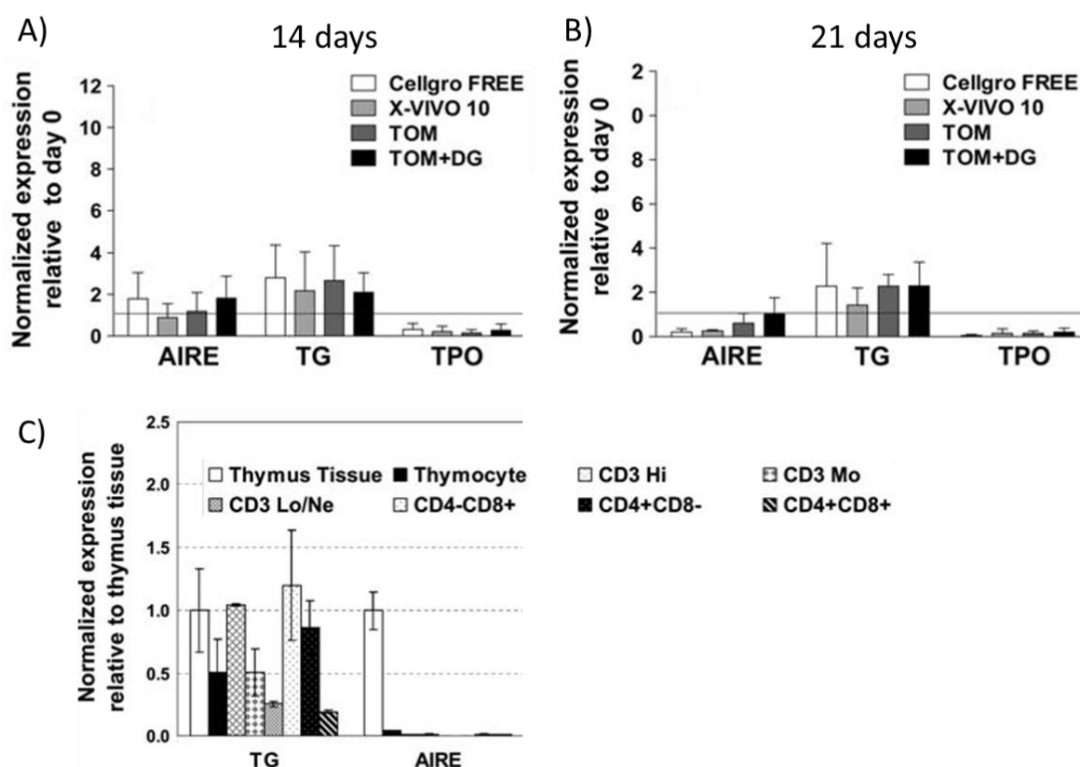 A)
14 days
Normalized expression
relative to day 0
12
10
8
6
4
2
0
Cellgro FREE
X-VIVO 10
TOM
TOM+DG
AIRE TG TPO
B)
21 days
Normalized expression
relative to day 0
2
0
8
6
4
2
0
Cellgro FREE
X-VIVO 10
TOM
TOM+DG
AIRE TG TPO
C)
Normalized expression
relative to thymus tissue
2.5
2.0
1.5
1.0
0.5
0.0
Thymus Tissue Thymocyte CD3 Hi CD3 Mo
CD3 Lo/Ne CD4-CD8+ CD4+CD8- CD4+CD8+
TG AIRE